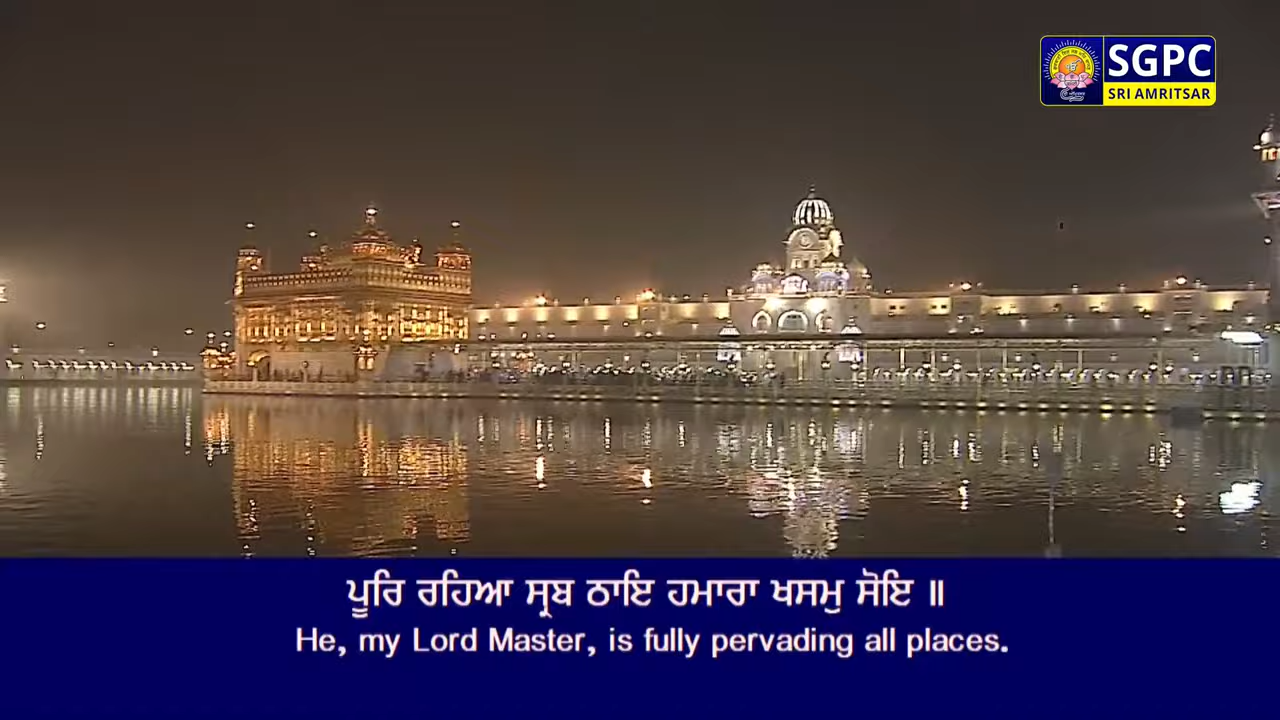 SGPC
SRI AMRITSAR
ਪੂਰਿ ਰਹਿਆ ਸ੍ਰਬ ਠਾਇ ਹਮਾਰਾ ਖਸਮੁ ਸੋਇ ॥
He, my Lord Master, is fully pervading all places.